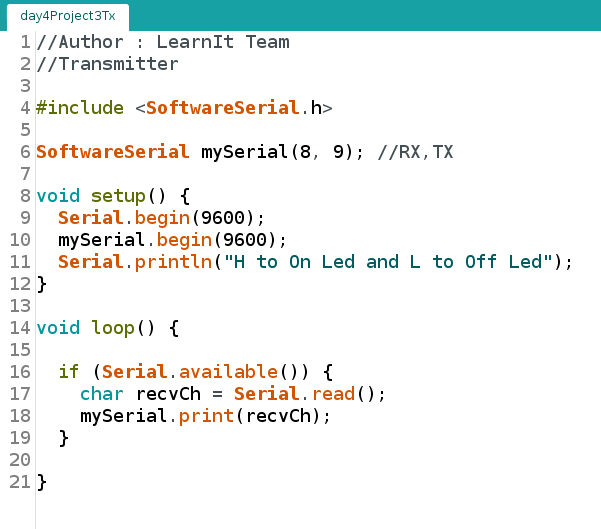 day4Project3Tx
1 //Author : LearnIt Team
2 //Transmitter
3
4 #include <SoftwareSerial.h>
5
6 SoftwareSerial mySerial(8, 9); //RX,TX
7
8 void setup() {
9   Serial.begin(9600);
10   mySerial.begin(9600);
11   Serial.println("H to On Led and L to Off Led");
12 }
13
14 void loop() {
15
16   if (Serial.available()) {
17     char recvCh = Serial.read();
18     mySerial.print(recvCh);
19   }
20
21 }